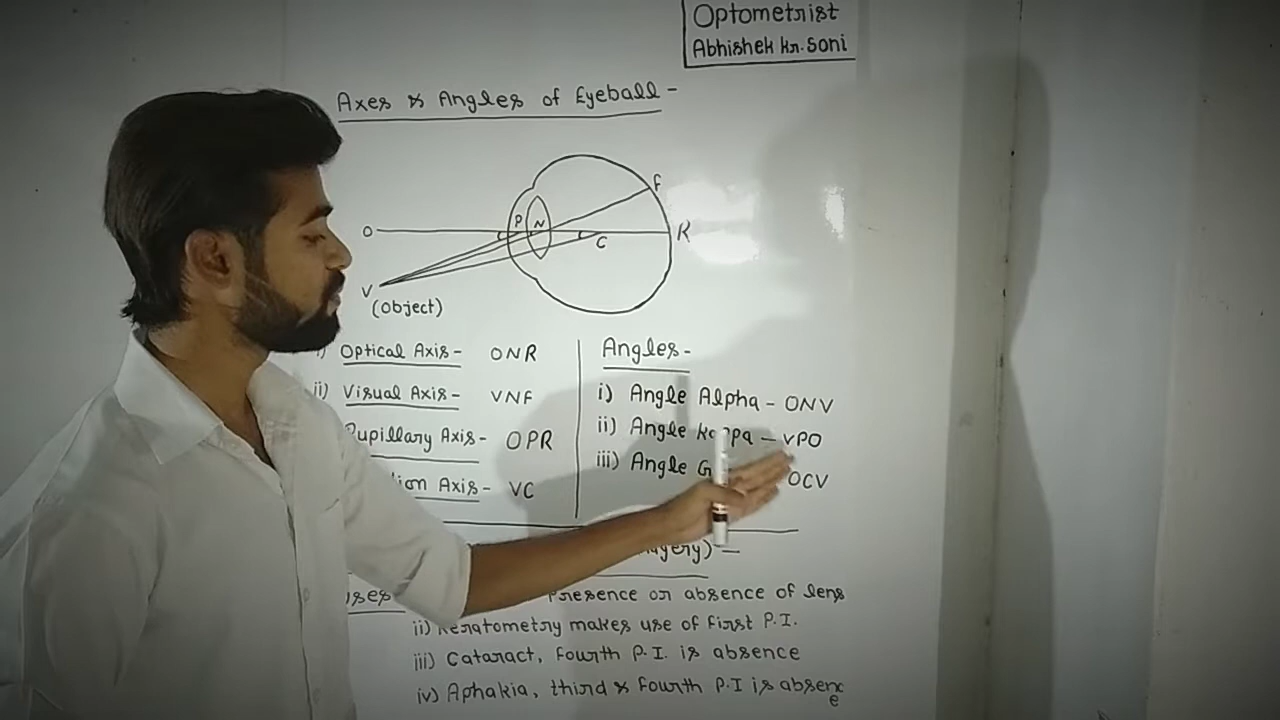 Optometrist
Abhishek kr. Soni
Axes & Angles of Eyeball-
F
P
N
O
R
C
V
(Object)
i) Optical Axis- ONR
ii) Visual Axis- VNF
Pupillary Axis- OPR
Axis- VC
Angles-
i) Angle Alpha- ONV
ii) Angle Kappa- VPO
iii) Angle OCV
Presence or absence of lens
ii) Keratometry makes use of first P.I.
iii) Cataract, fourth P.I. is absence
iv) Aphakia, third & fourth P.I is absence